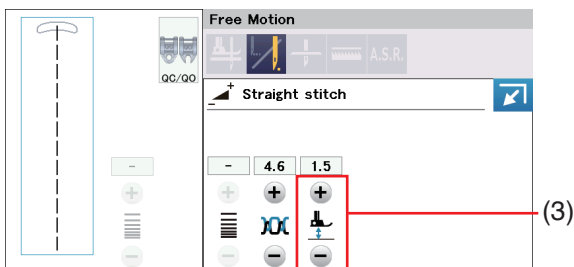 Free Motion
A.S.R.
QC/QO
+
- Straight stitch
- 4.6 1.5
-
(3)